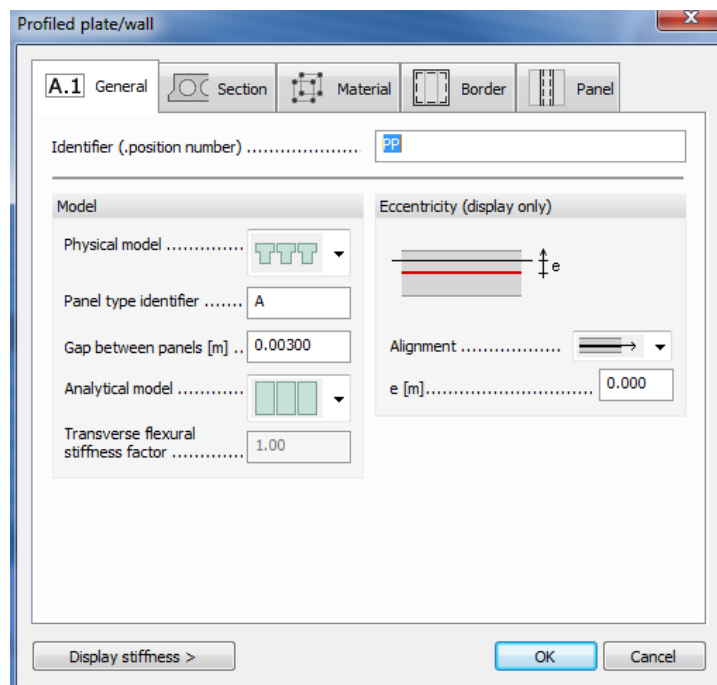 Profiled plate/wall
x
A.1 General Section Material Border Panel
Identifier (.position number) ..................... PP
Model
Physical model ..............
Panel type identifier ....... A
Gap between panels [m] .. 0.00300
Analytical model ............
Transverse flexural
stiffness factor ............. 1.00
Eccentricity (display only)
e
Alignment ..................
e [m]............................... 0.000
Display stiffness >
OK
Cancel